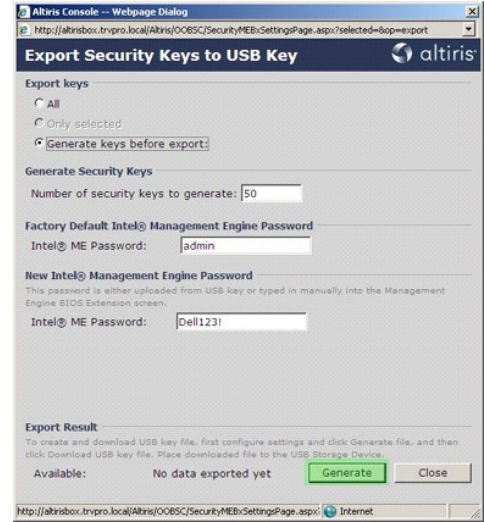 Altiris Console -- Webpage Dialog
http://altirisbox.trvpro.local/Altiris/OOBSC/SecurityMEBxSettingsPage.aspx?selected=&op=export
Export Security Keys to USB Key
altiris
Export keys
All
Only selected
Generate keys before export:
Generate Security Keys
Number of security keys to generate: 50
Factory Default Intel® Management Engine Password
Intel® ME Password: admin
New Intel® Management Engine Password
This password is either uploaded from USB key or typed in manually into the Management
Engine BIOS Extension screen.
Intel® ME Password: Dell123!
Export Result
To create and download USB key file, first configure settings and click Generate file, and then
click Download USB key file. Place downloaded file to the USB Storage Device.
Available: No data exported yet Generate Close
http://altirisbox.trvpro.local/Altiris/OOBSC/SecurityMEBxSettingsPage.aspx? Internet